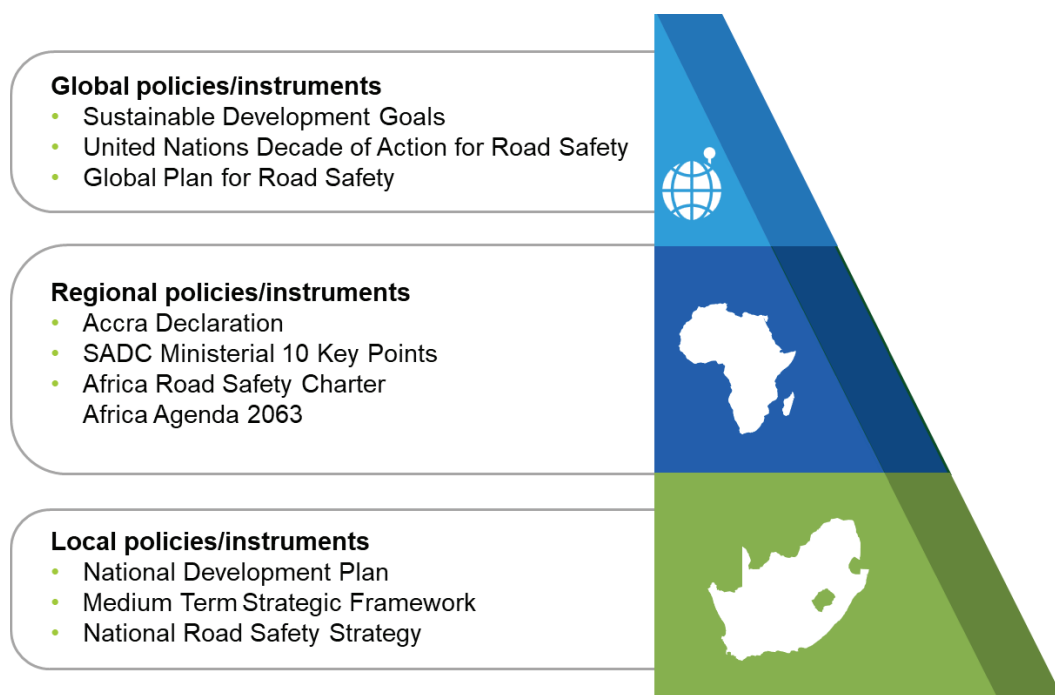 Global policies/instruments
• Sustainable Development Goals
• United Nations Decade of Action for Road Safety
• Global Plan for Road Safety
Regional policies/instruments
• Accra Declaration
• SADC Ministerial 10 Key Points
• Africa Road Safety Charter
Africa Agenda 2063
Local policies/instruments
• National Development Plan
• Medium Term Strategic Framework
• National Road Safety Strategy